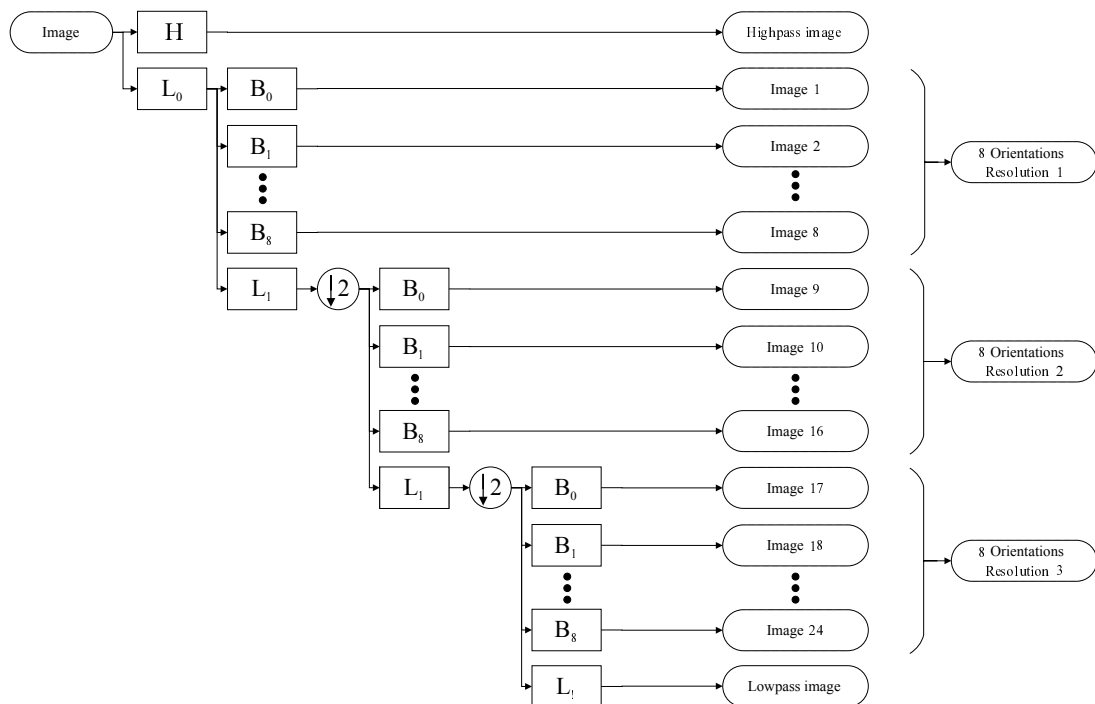 Image
H
Highpass image
L0
B0
Image 1
B1
Image 2
8 Orientations
Resolution 1
B8
Image 8
L1
2
B0
Image 9
B1
Image 10
8 Orientations
Resolution 2
B8
Image 16
L1
2
B0
Image 17
B1
Image 18
8 Orientations
Resolution 3
B8
Image 24
L!
Lowpass image